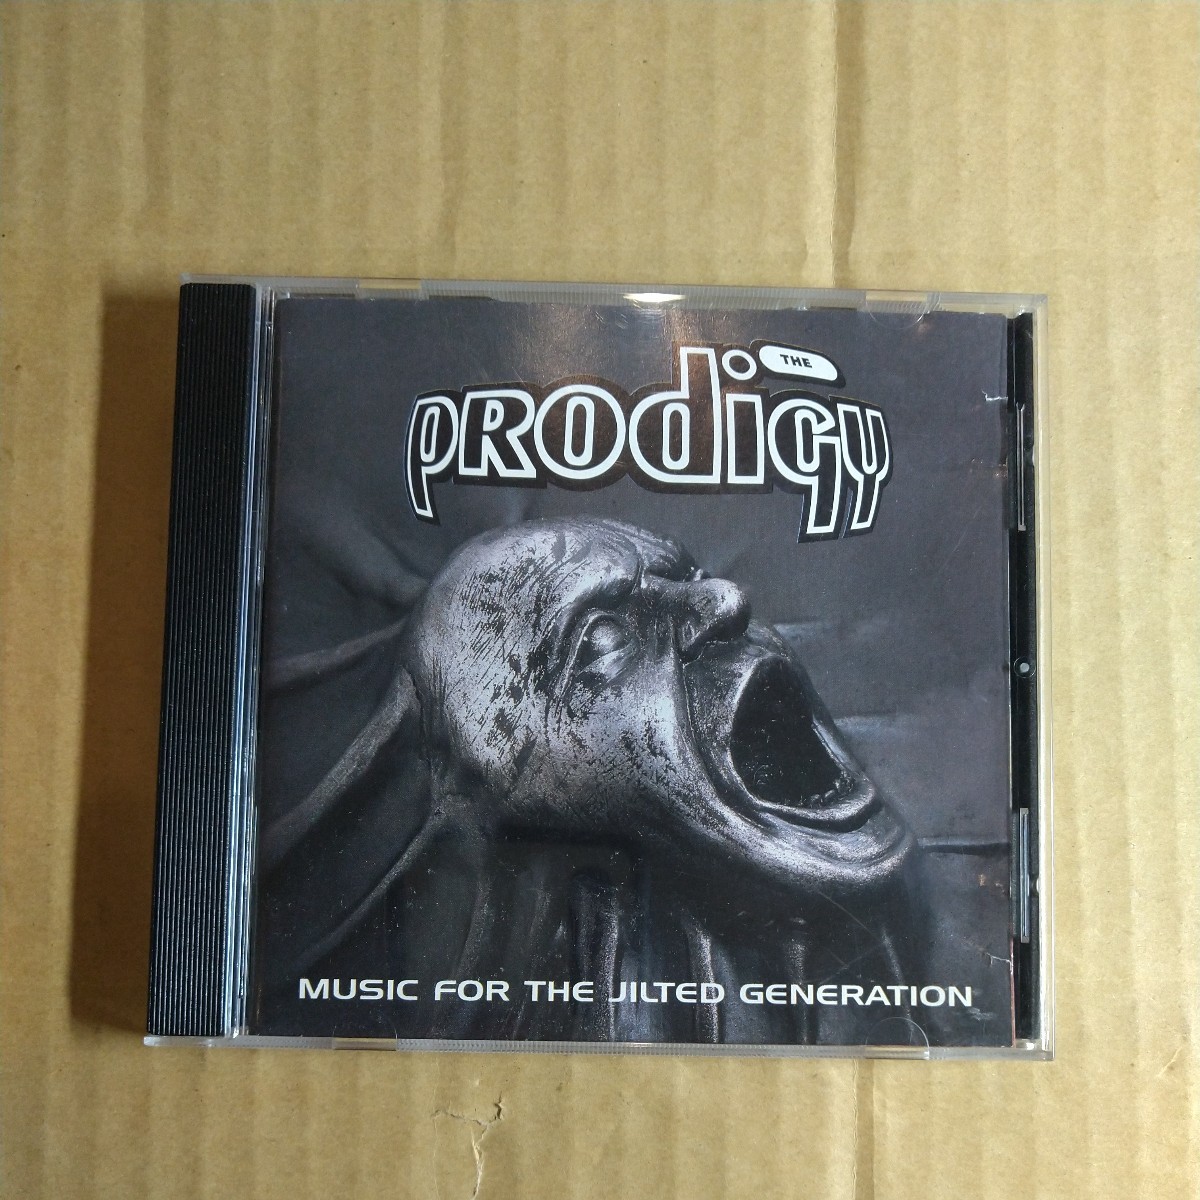 THE
PRODIGY
MUSIC FOR THE JILTED GENERATION